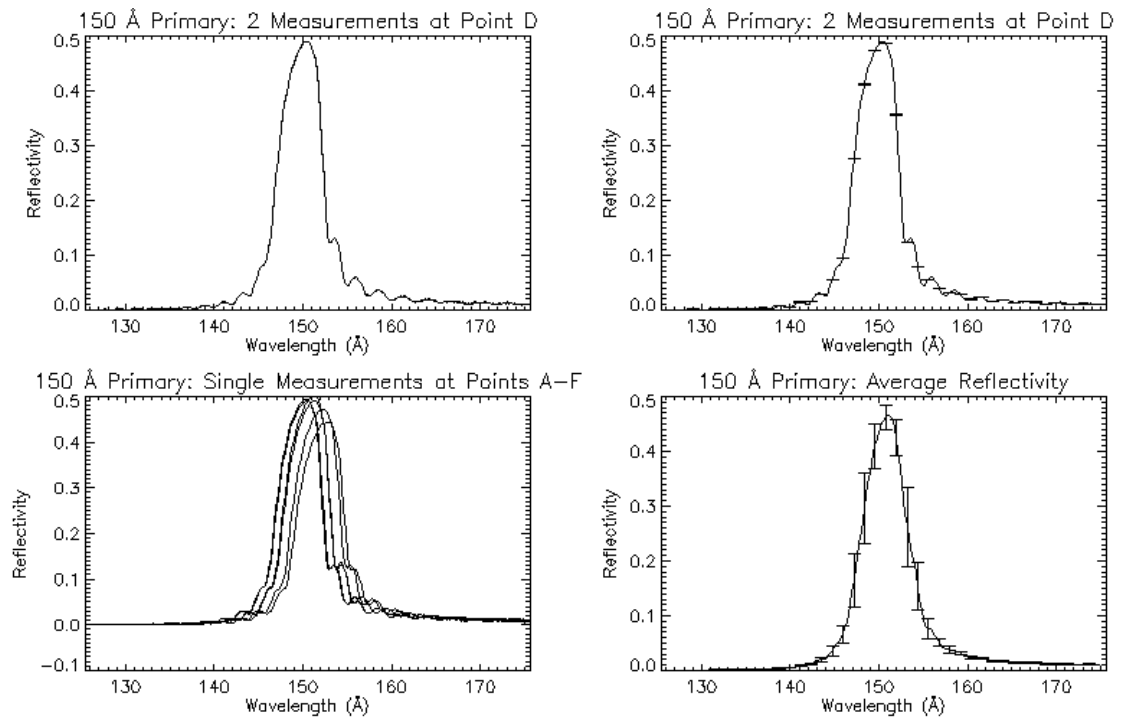 150 Å Primary: 2 Measurements at Point D
0.5
0.4
0.3
0.2
0.1
0.0
Reflectivity
130 140 150 160 170
Wavelength (Å)
150 Å Primary: 2 Measurements at Point D
0.5
0.4
0.3
0.2
0.1
0.0
Reflectivity
130 140 150 160 170
Wavelength (Å)
150 Å Primary: Single Measurements at Points A-F
0.5
0.4
0.3
0.2
0.1
0.0
-0.1
Reflectivity
130 140 150 160 170
Wavelength (Å)
150 Å Primary: Average Reflectivity
0.5
0.4
0.3
0.2
0.1
0.0
Reflectivity
130 140 150 160 170
Wavelength (Å)